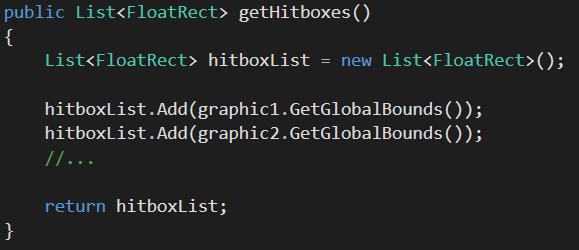 public List<FloatRect> getHitboxes()
{
    List<FloatRect> hitboxList = new List<FloatRect>();

    hitboxList.Add(graphic1.GetGlobalBounds());
    hitboxList.Add(graphic2.GetGlobalBounds());
    //...

    return hitboxList;
}